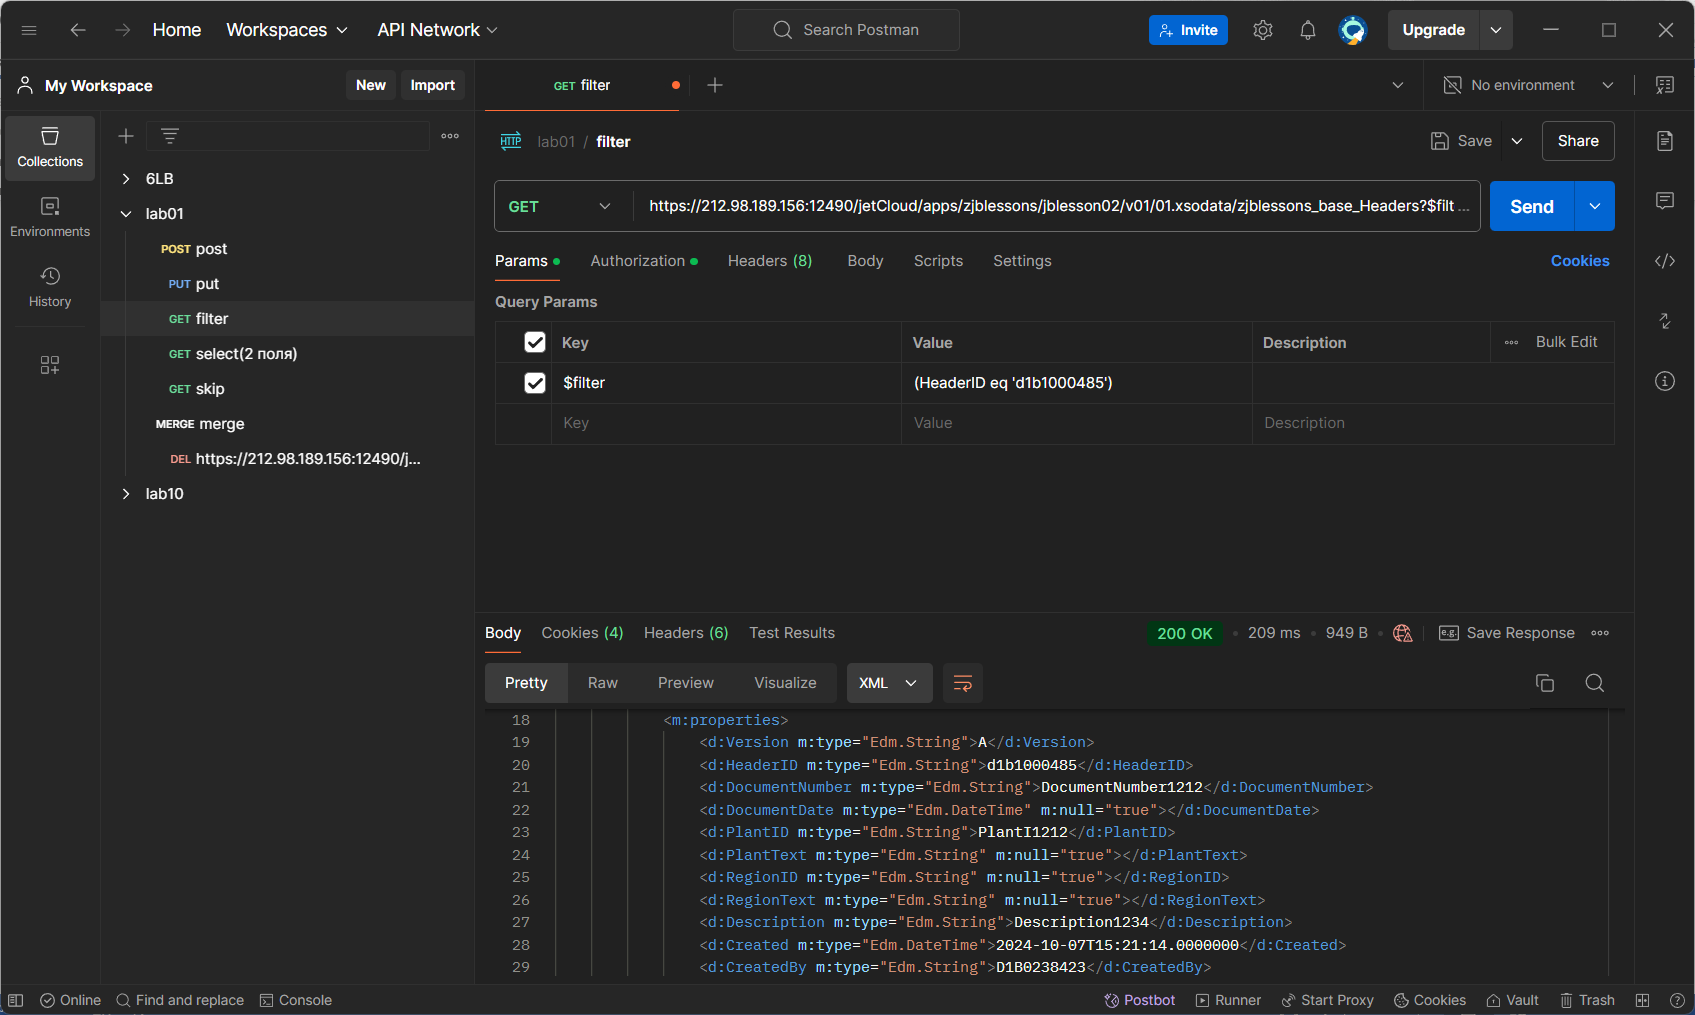 Home Workspaces API Network Search Postman Invite Upgrade
My Workspace New Import GET filter No environment
Collections
Environments
History
6LB
lab01
POST post
PUT put
GET filter
GET select(2 поля)
GET skip
MERGE merge
DEL https://212.98.189.156:12490/j...
lab10
HTTP lab01 / filter Save Share
GET https://212.98.189.156:12490/jetCloud/apps/zjblessons/jblesson02/v01/01.xsodata/zjblessons_base_Headers?$filt ... Send
Params Authorization Headers (8) Body Scripts Settings Cookies
Query Params
Key Value Description Bulk Edit
$filter (HeaderID eq 'd1b1000485')
Key Value Description
Body Cookies (4) Headers (6) Test Results 200 OK 209 ms 949 B e.g. Save Response
Pretty Raw Preview Visualize XML
18 <m:properties>
19 <d:Version m:type="Edm.String">A</d:Version>
20 <d:HeaderID m:type="Edm.String">d1b1000485</d:HeaderID>
21 <d:DocumentNumber m:type="Edm.String">DocumentNumber1212</d:DocumentNumber>
22 <d:DocumentDate m:type="Edm.DateTime" m:null="true"></d:DocumentDate>
23 <d:PlantID m:type="Edm.String">PlantI1212</d:PlantID>
24 <d:PlantText m:type="Edm.String" m:null="true"></d:PlantText>
25 <d:RegionID m:type="Edm.String" m:null="true"></d:RegionID>
26 <d:RegionText m:type="Edm.String" m:null="true"></d:RegionText>
27 <d:Description m:type="Edm.String">Description1234</d:Description>
28 <d:Created m:type="Edm.DateTime">2024-10-07T15:21:14.0000000</d:Created>
29 <d:CreatedBy m:type="Edm.String">D1B0238423</d:CreatedBy>
Online Find and replace Console Postbot Runner Start Proxy Cookies Vault Trash